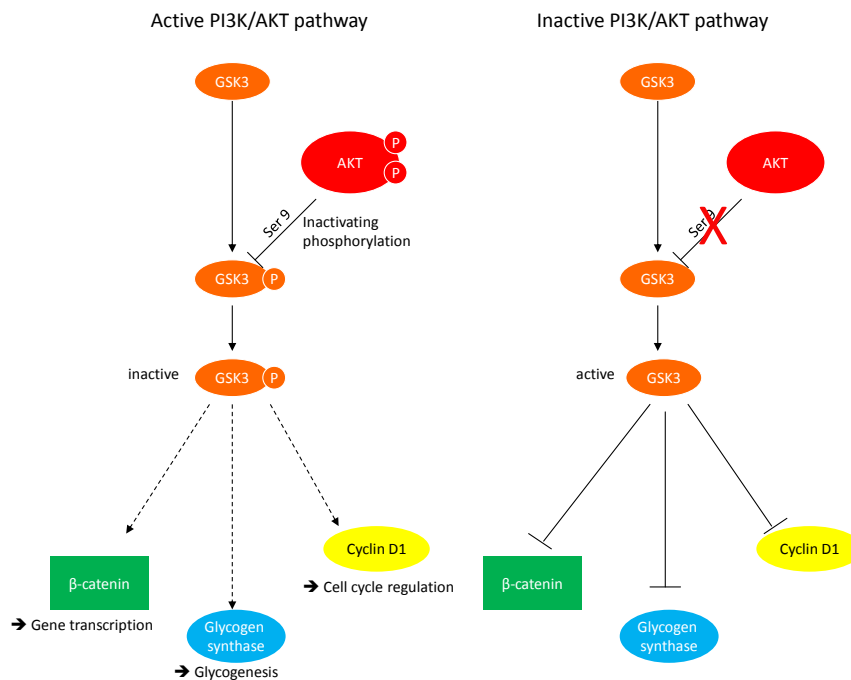 Active PI3K/AKT pathway
GSK3
AKT
P
P
Ser 9
Inactivating
phosphorylation
GSK3
P
inactive
GSK3
P
β-catenin
➔ Gene transcription
Glycogen
synthase
➔ Glycogenesis
Cyclin D1
➔ Cell cycle regulation
Inactive PI3K/AKT pathway
GSK3
AKT
Ser 9
X
GSK3
active
GSK3
β-catenin
Glycogen
synthase
Cyclin D1